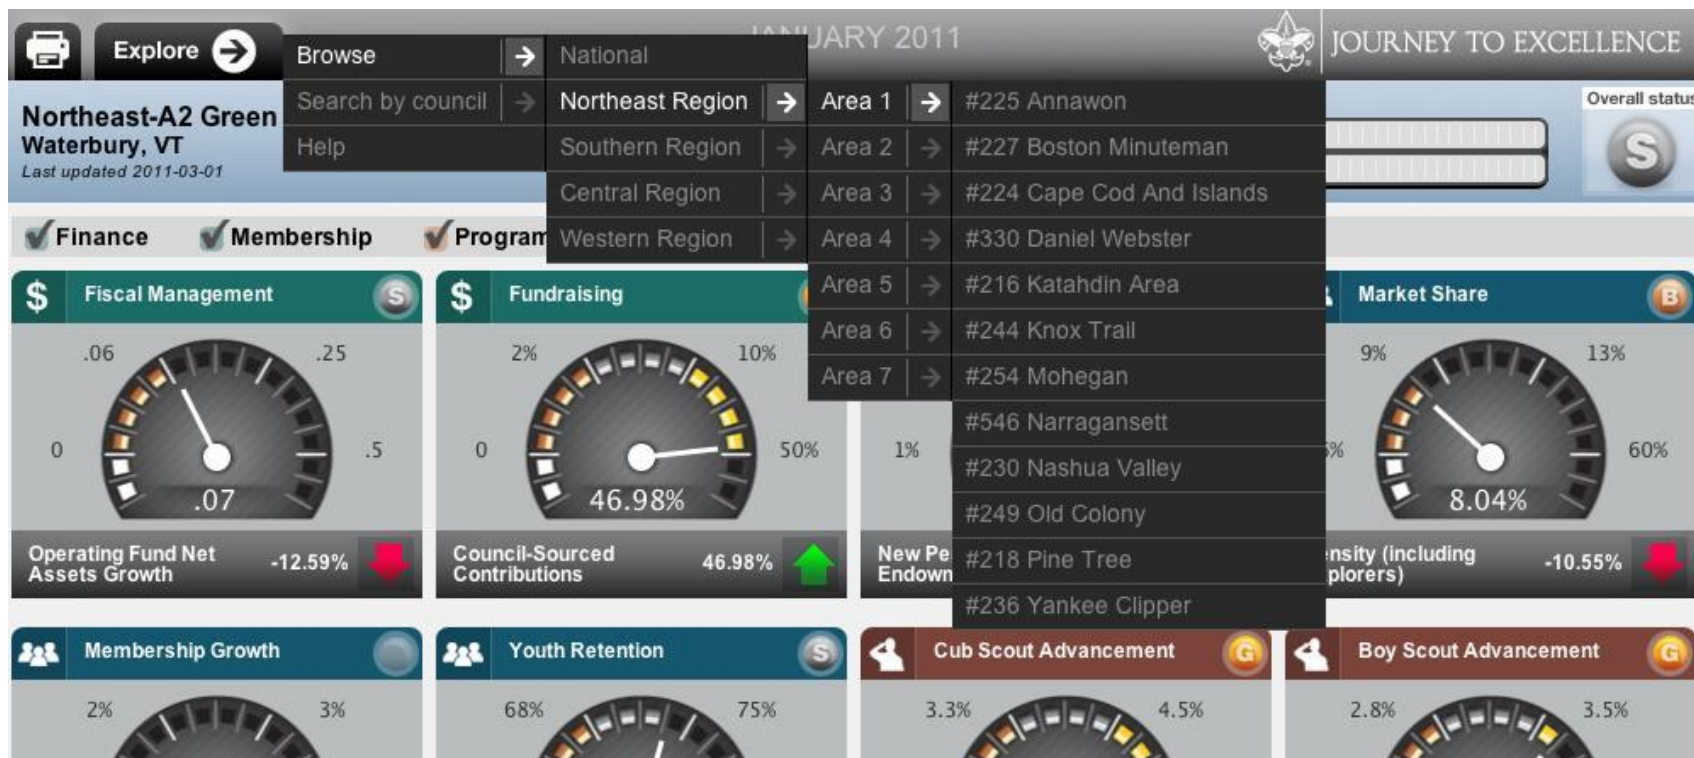 JANUARY 2011
JOURNEY TO EXCELLENCE
Explore
Browse
Search by council
Help
National
Northeast Region
Southern Region
Central Region
Western Region
Area 1
Area 2
Area 3
Area 4
Area 5
Area 6
Area 7
#225 Annawon
#227 Boston Minuteman
#224 Cape Cod And Islands
#330 Daniel Webster
#216 Katahdin Area
#244 Knox Trail
#254 Mohegan
#546 Narragansett
#230 Nashua Valley
#249 Old Colony
#218 Pine Tree
#236 Yankee Clipper
Northeast-A2 Green
Waterbury, VT
Last updated 2011-03-01
Overall status
S
Finance
Membership
Program
$ Fiscal Management S
.06 .25
0 .5
.07
Operating Fund Net
Assets Growth
-12.59%
$ Fundraising
2% 10%
0 50%
46.98%
Council-Sourced
Contributions
46.98%
1%
New Pe
Endown
Market Share B
9% 13%
% 60%
8.04%
ensity (including
plorers)
-10.55%
Membership Growth
2% 3%
Youth Retention S
68% 75%
Cub Scout Advancement G
3.3% 4.5%
Boy Scout Advancement G
2.8% 3.5%